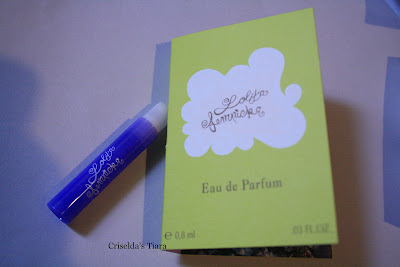 Lolita
Lempicka
Eau de Parfum
℮ 0,8 ml .03 FL.OZ.
Lolita
Lempicka
Criselda's Tiara